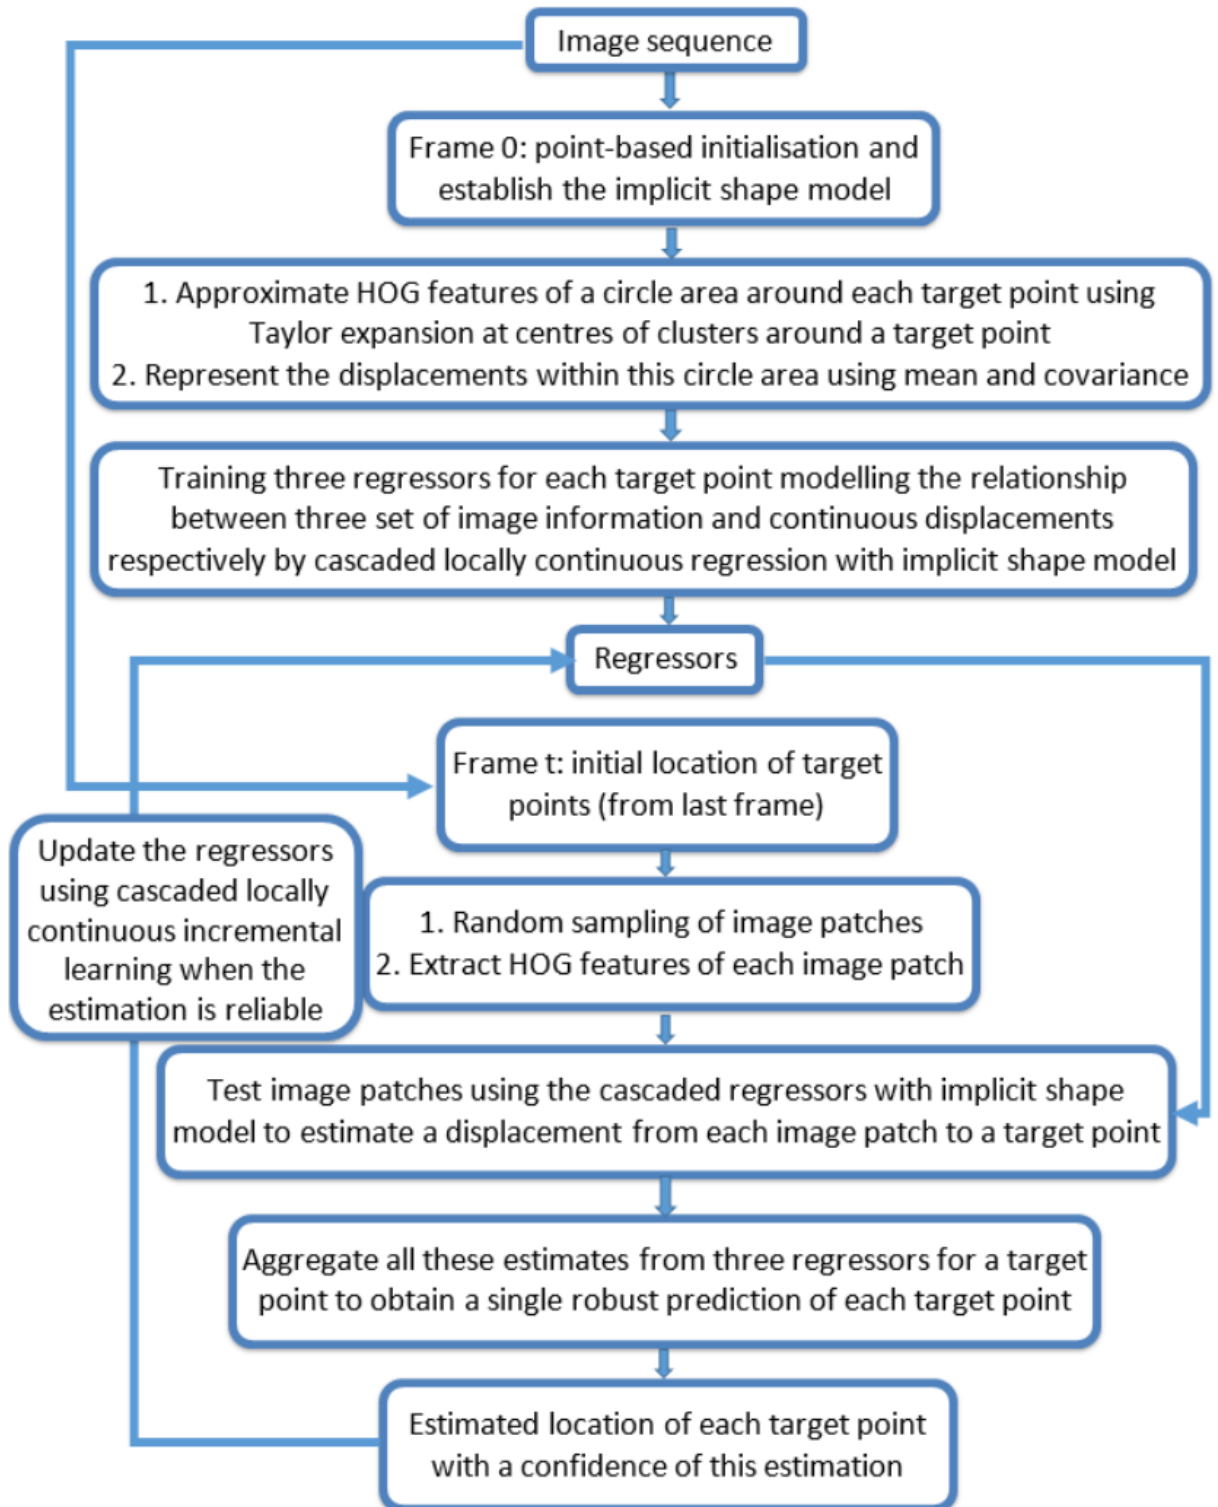 Image sequence
Frame 0: point-based initialisation and
establish the implicit shape model
1. Approximate HOG features of a circle area around each target point using
Taylor expansion at centres of clusters around a target point
2. Represent the displacements within this circle area using mean and covariance
Training three regressors for each target point modelling the relationship
between three set of image information and continuous displacements
respectively by cascaded locally continuous regression with implicit shape model
Regressors
Frame t: initial location of target
points (from last frame)
Update the regressors
using cascaded locally
continuous incremental
learning when the
estimation is reliable
1. Random sampling of image patches
2. Extract HOG features of each image patch
Test image patches using the cascaded regressors with implicit shape
model to estimate a displacement from each image patch to a target point
Aggregate all these estimates from three regressors for a target
point to obtain a single robust prediction of each target point
Estimated location of each target point
with a confidence of this estimation